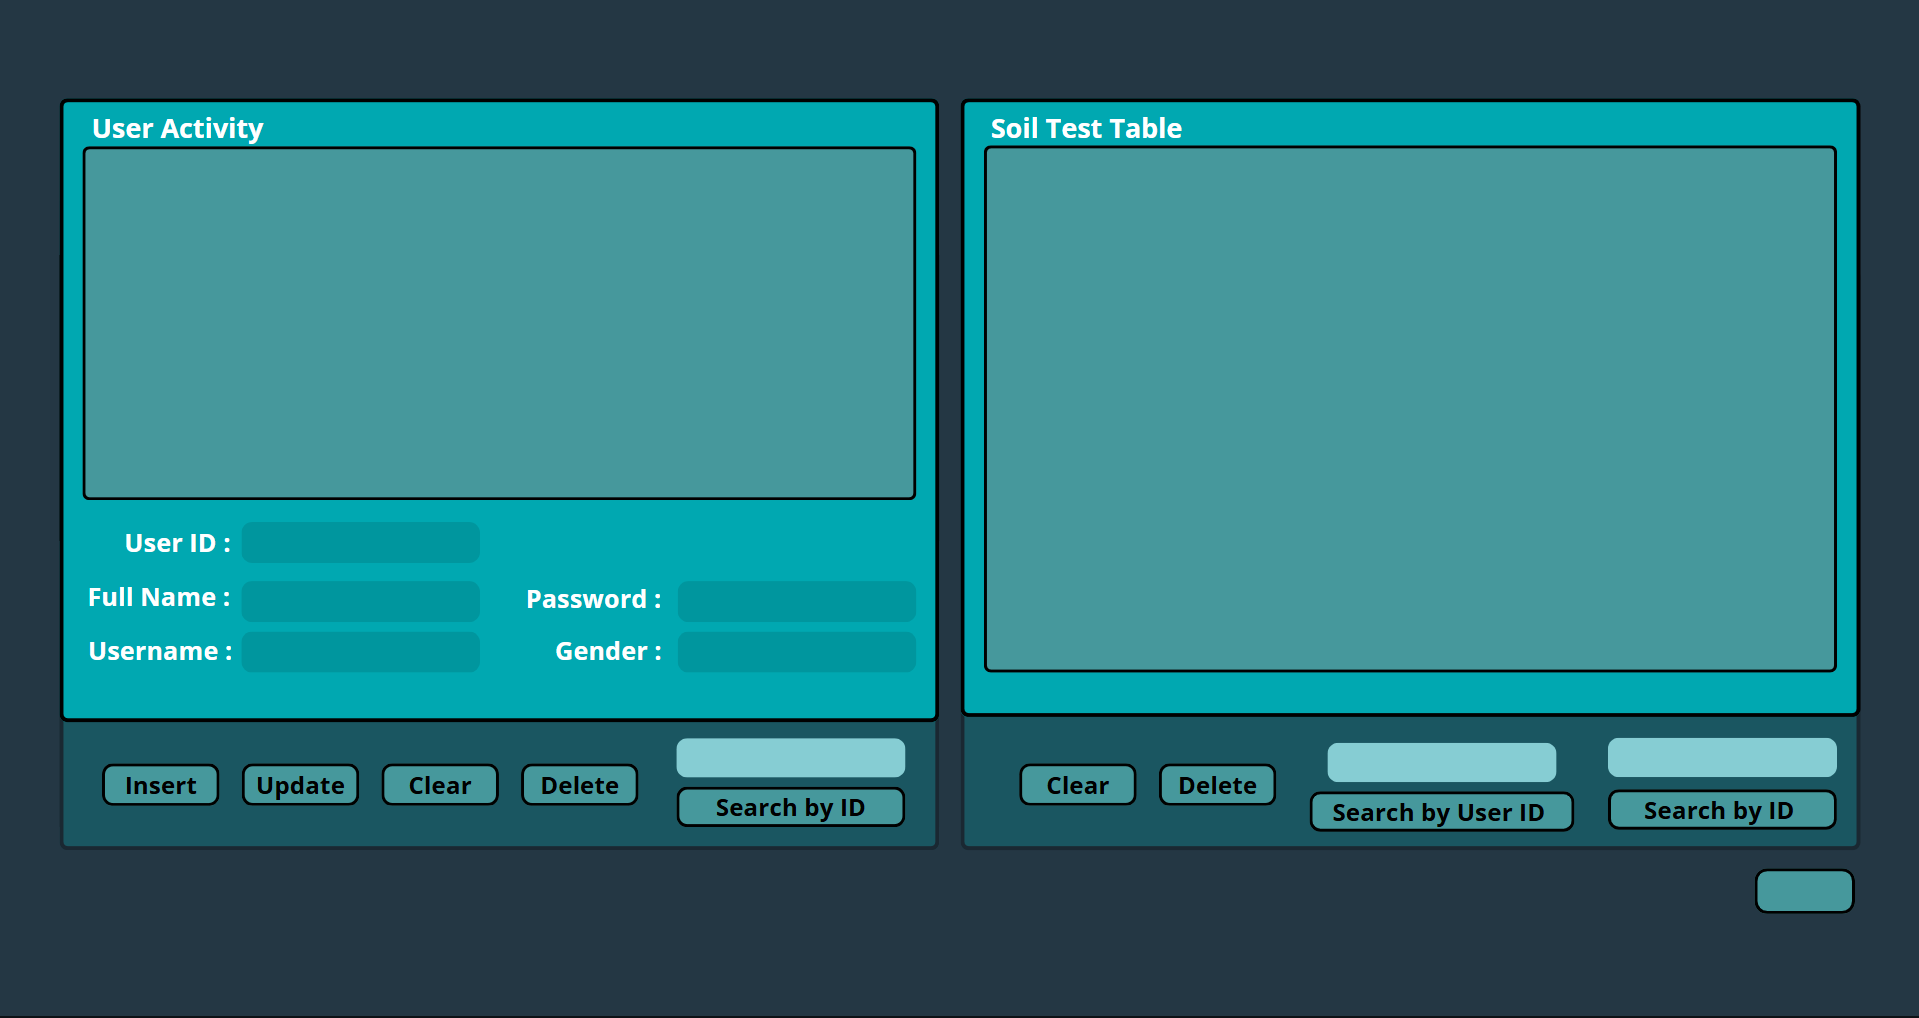 User Activity
User ID :
Full Name :
Password :
Username :
Gender :
Insert
Update
Clear
Delete
Search by ID
Soil Test Table
Clear
Delete
Search by User ID
Search by ID